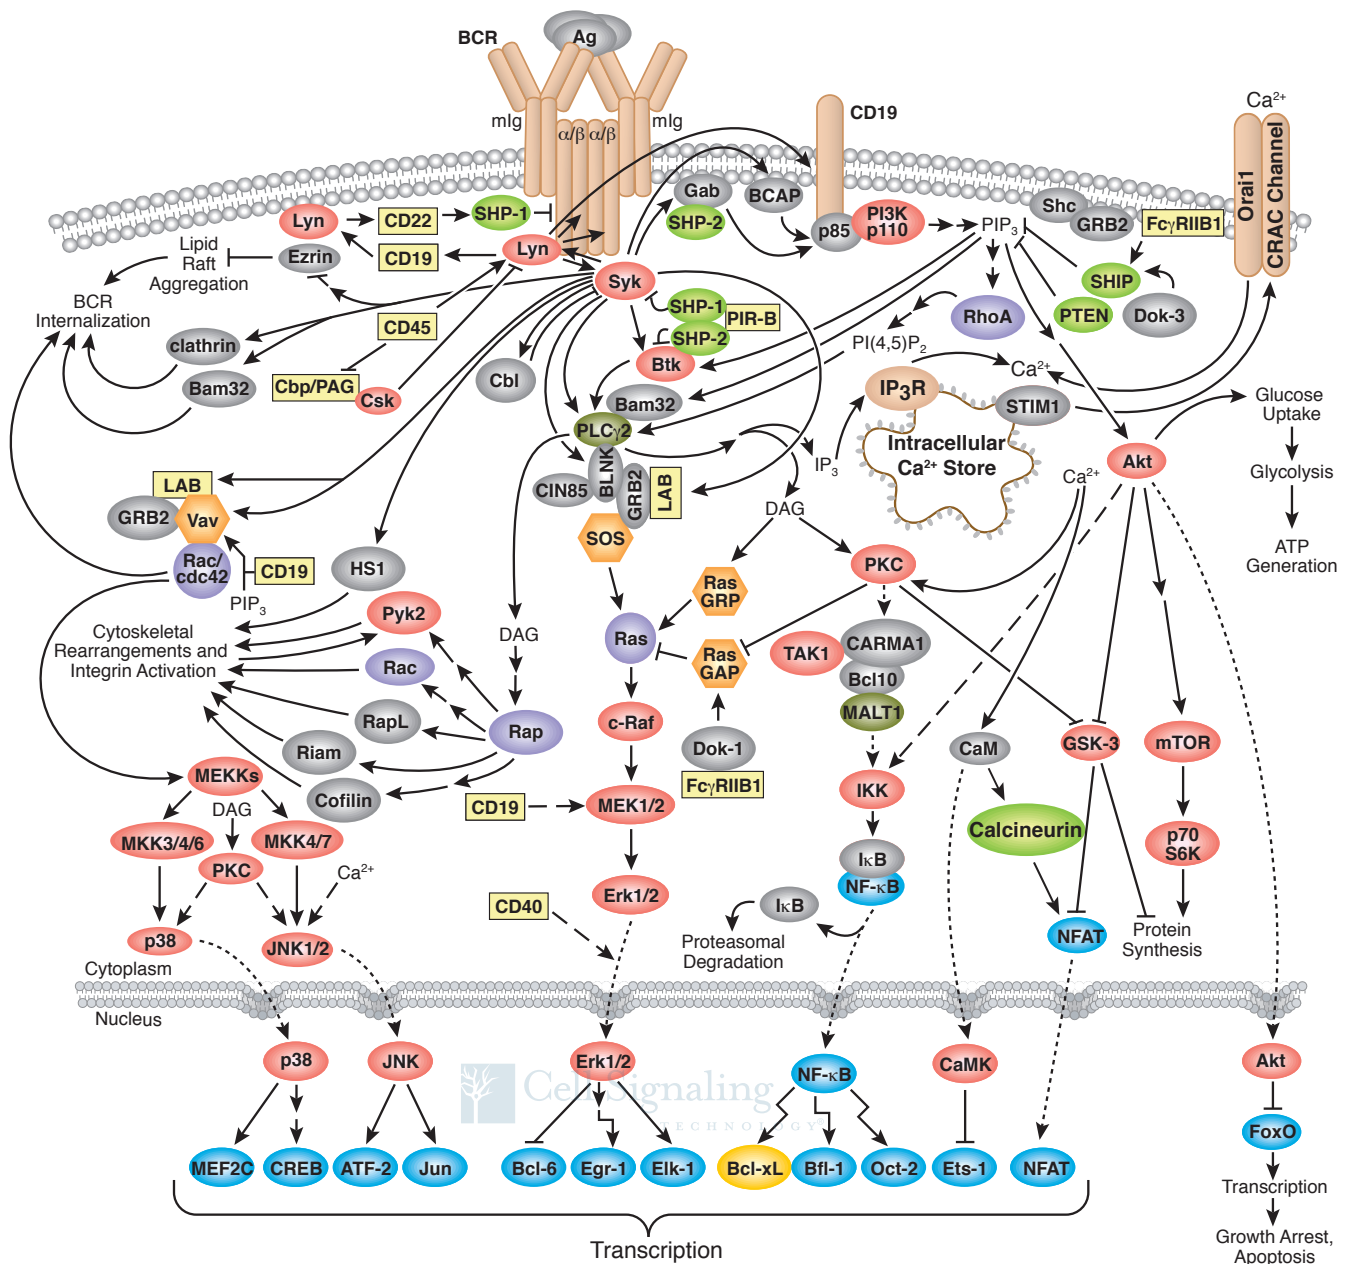 Ag
BCR
CD19
Ca2+
mIg
α/β α/β
mIg
Orai1
CRAC Channel
Lyn
CD22
SHP-1
Gab
SHP-2
BCAP
p85
PI3K
p110
PIP3
Shc
GRB2
FcγRIIB1
Lipid
Raft
Aggregation
Ezrin
CD19
Lyn
Syk
SHIP
BCR
Internalization
CD45
SHP-1
SHP-2
PIR-B
RhoA
PTEN
Dok-3
clathrin
Bam32
Cbp/PAG
Csk
Cbl
Btk
Bam32
PI(4,5)P2
Ca2+
IP3R
STIM1
Glucose
Uptake
PLCγ2
Intracellular
Ca2+ Store
IP3
Akt
Ca2+
Glycolysis
LAB
GRB2
Vav
CIN85
BLNK
GRB2
LAB
DAG
SOS
ATP
Generation
Rac/
cdc42
CD19
PIP3
HS1
PKC
Ras
GRP
Pyk2
Cytoskeletal
Rearrangements and
Integrin Activation
DAG
Ras
Ras
GAP
TAK1
CARMA1
Bcl10
MALT1
Rac
RapL
Rap
c-Raf
Dok-1
FcγRIIB1
CaM
GSK-3
mTOR
Riam
MEKKs
Cofilin
CD19
MEK1/2
IKK
DAG
MKK3/4/6
MKK4/7
PKC
Ca2+
Calcineurin
p70
S6K
IκB
NF-κB
Erk1/2
CD40
IκB
p38
JNK1/2
Proteasomal
Degradation
NFAT
Protein
Synthesis
Cytoplasm
Nucleus
p38
JNK
Erk1/2
NF-κB
CaMK
Akt
Cell Signaling
TECHNOLOGY®
FoxO
MEF2C
CREB
ATF-2
Jun
Bcl-6
Egr-1
Elk-1
Bcl-xL
Bfl-1
Oct-2
Ets-1
NFAT
Transcription
Transcription
Growth Arrest,
Apoptosis